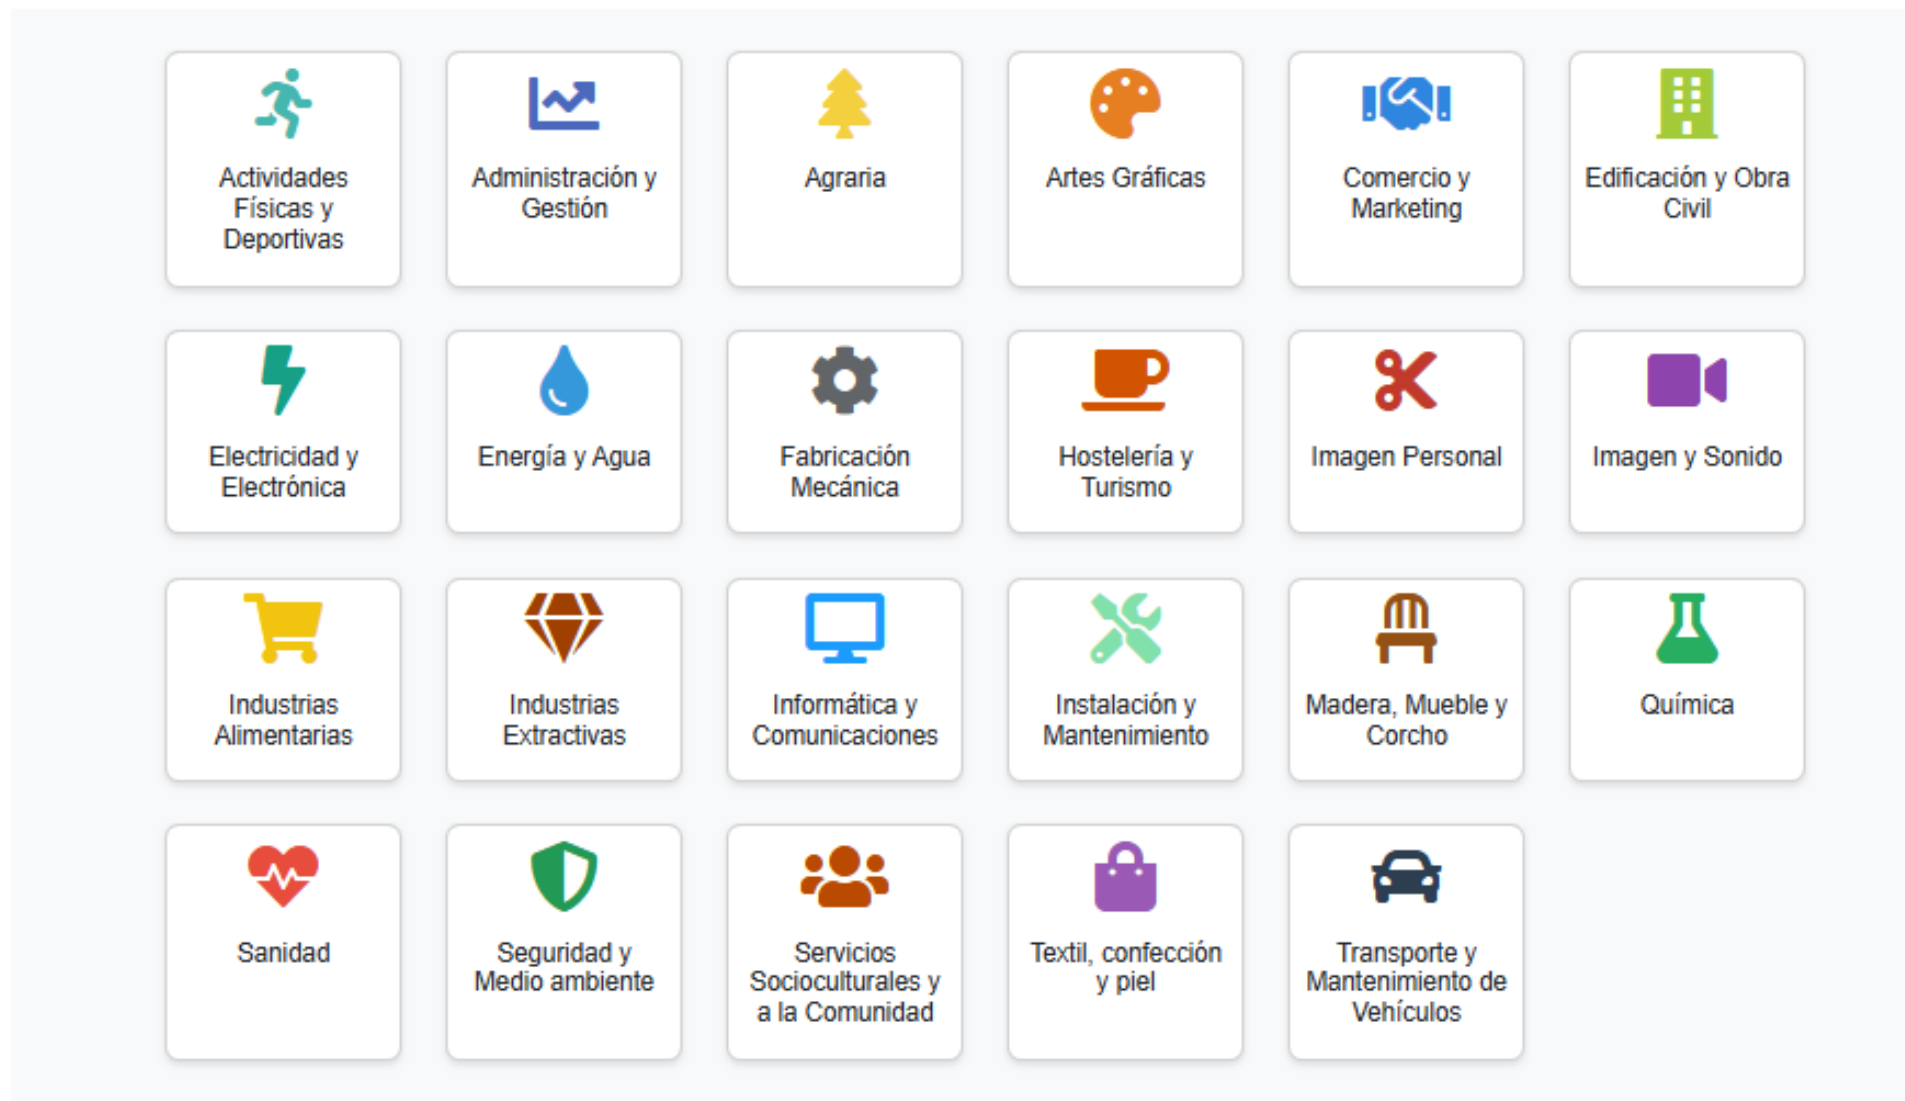 Actividades
Físicas y
Deportivas
Administración y
Gestión
Agraria
Artes Gráficas
Comercio y
Marketing
Edificación y Obra
Civil
Electricidad y
Electrónica
Energía y Agua
Fabricación
Mecánica
Hostelería y
Turismo
Imagen Personal
Imagen y Sonido
Industrias
Alimentarias
Industrias
Extractivas
Informática y
Comunicaciones
Instalación y
Mantenimiento
Madera, Mueble y
Corcho
Química
Sanidad
Seguridad y
Medio ambiente
Servicios
Socioculturales y
a la Comunidad
Textil, confección
y piel
Transporte y
Mantenimiento de
Vehículos